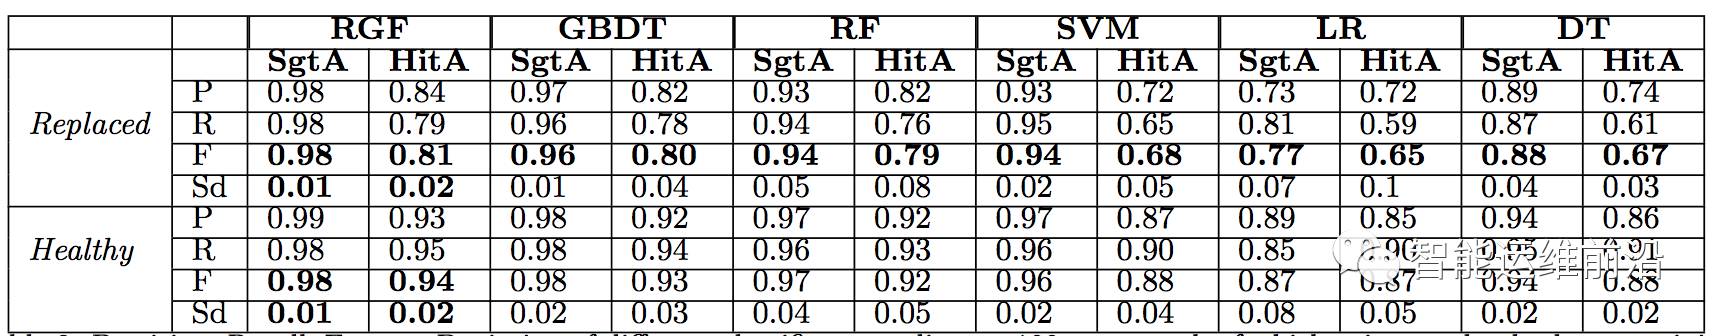 RGF GBDT RF SVM LR DT
SgtA HitA SgtA HitA SgtA HitA SgtA HitA SgtA HitA SgtA HitA
Replaced
P 0.98 0.84 0.97 0.82 0.93 0.82 0.93 0.72 0.73 0.72 0.89 0.74
R 0.98 0.79 0.96 0.78 0.94 0.76 0.95 0.65 0.81 0.59 0.87 0.61
F 0.98 0.81 0.96 0.80 0.94 0.79 0.94 0.68 0.77 0.65 0.88 0.67
Sd 0.01 0.02 0.01 0.04 0.05 0.08 0.02 0.05 0.07 0.1 0.04 0.03
Healthy
P 0.99 0.93 0.98 0.92 0.97 0.92 0.97 0.87 0.89 0.85 0.94 0.86
R 0.98 0.95 0.98 0.94 0.96 0.93 0.96 0.90 0.85
F 0.98 0.94 0.98 0.93 0.97 0.92 0.96 0.88 0.87 0.87 0.94 0.88
Sd 0.01 0.02 0.02 0.03 0.04 0.05 0.02 0.04 0.08 0.05 0.02 0.02
智能运维前沿